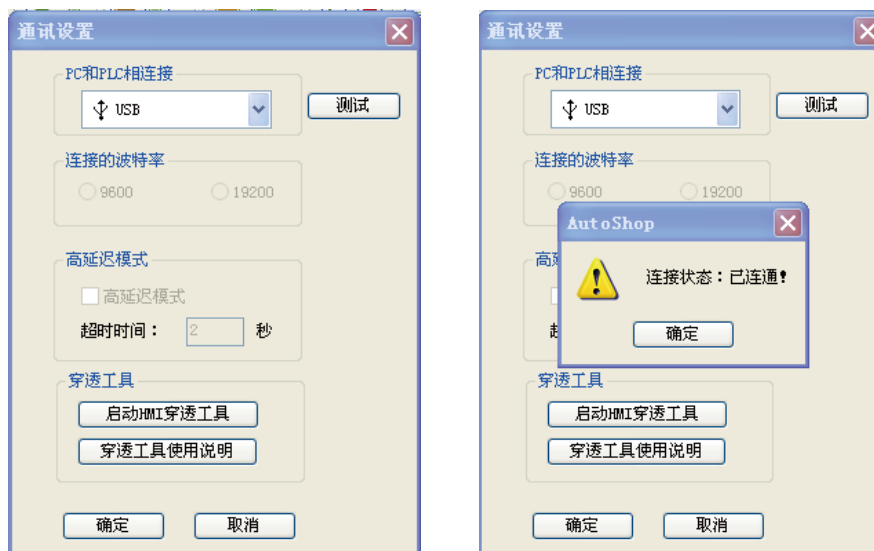 通讯设置
PC和PLC相连接
USB
测试
连接的波特率
9600
19200
高延迟模式
高延迟模式
超时时间：
2
秒
穿透工具
启动HMI穿透工具
穿透工具使用说明
确定
取消
通讯设置
PC和PLC相连接
USB
测试
连接的波特率
9600
19200
AutoShop
高
连接状态：已连通!
确定
超
穿透工具
启动HMI穿透工具
穿透工具使用说明
确定
取消